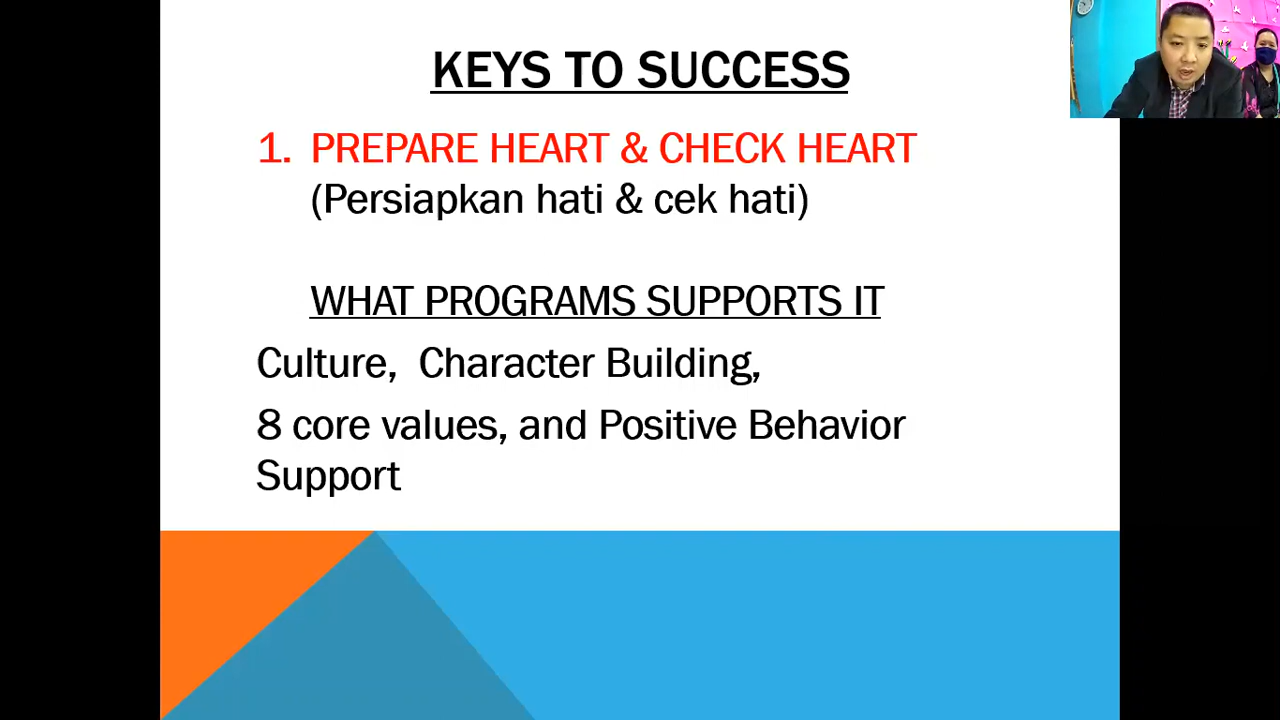 KEYS TO SUCCESS
1. PREPARE HEART & CHECK HEART
(Persiapkan hati & cek hati)
WHAT PROGRAMS SUPPORTS IT
Culture, Character Building,
8 core values, and Positive Behavior
Support